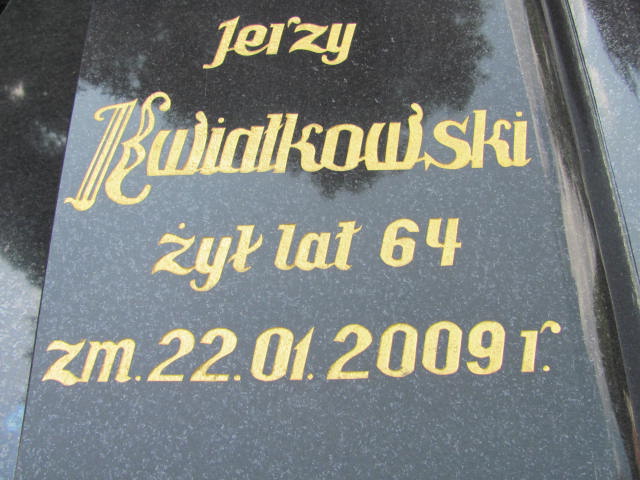 Jerzy
Kwiatkowski
żył lat 64
zm. 22.01.2009 r.